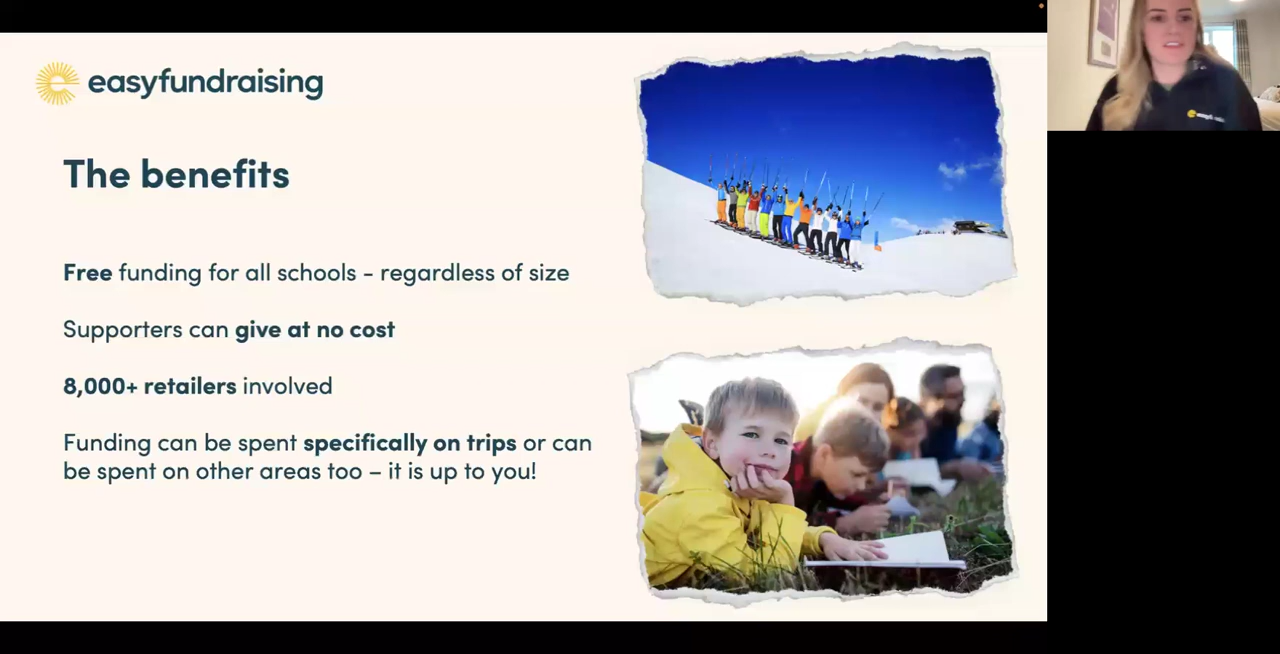 easyfundraising
The benefits
Free funding for all schools - regardless of size
Supporters can give at no cost
8,000+ retailers involved
Funding can be spent specifically on trips or can
be spent on other areas too – it is up to you!